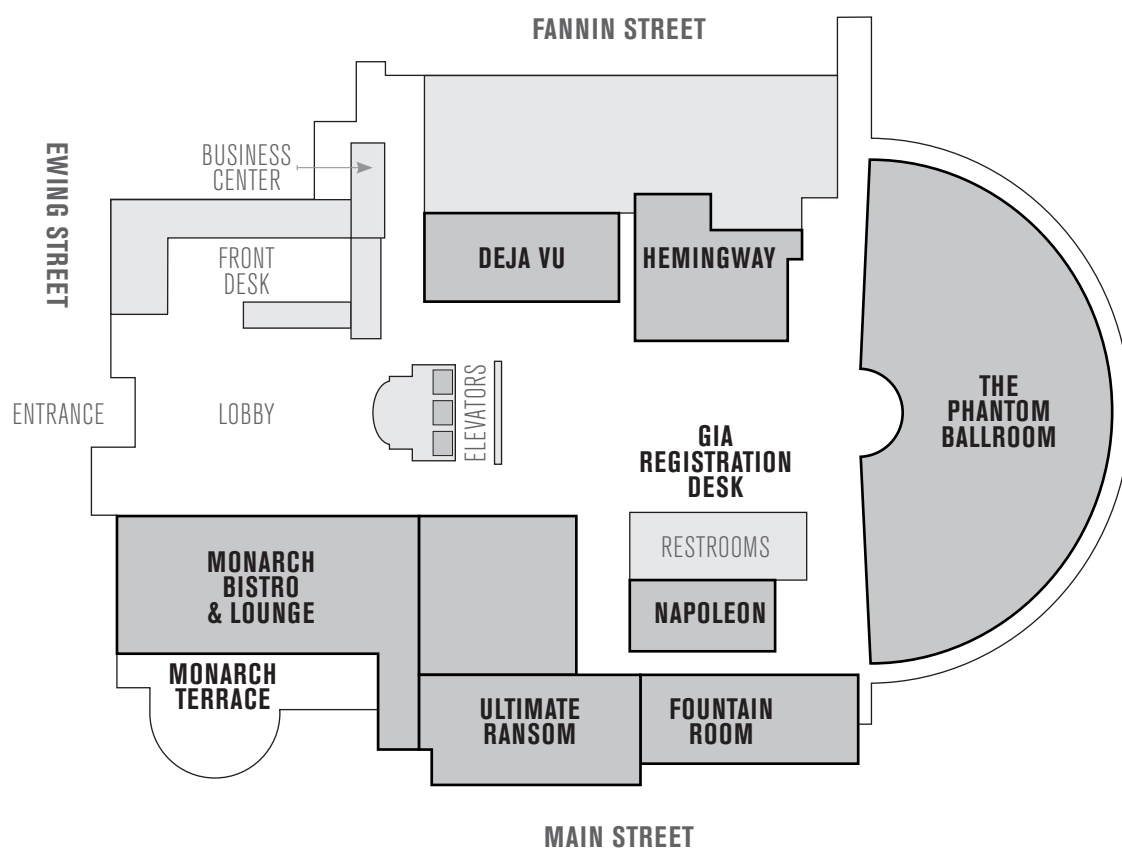 FANNIN STREET
EWING STREET
BUSINESS
CENTER
FRONT
DESK
DEJA VU
HEMINGWAY
ENTRANCE
LOBBY
ELEVATORS
THE
PHANTOM
BALLROOM
GIA
REGISTRATION
DESK
RESTROOMS
MONARCH
BISTRO
& LOUNGE
NAPOLEON
MONARCH
TERRACE
ULTIMATE
RANSOM
FOUNTAIN
ROOM
MAIN STREET